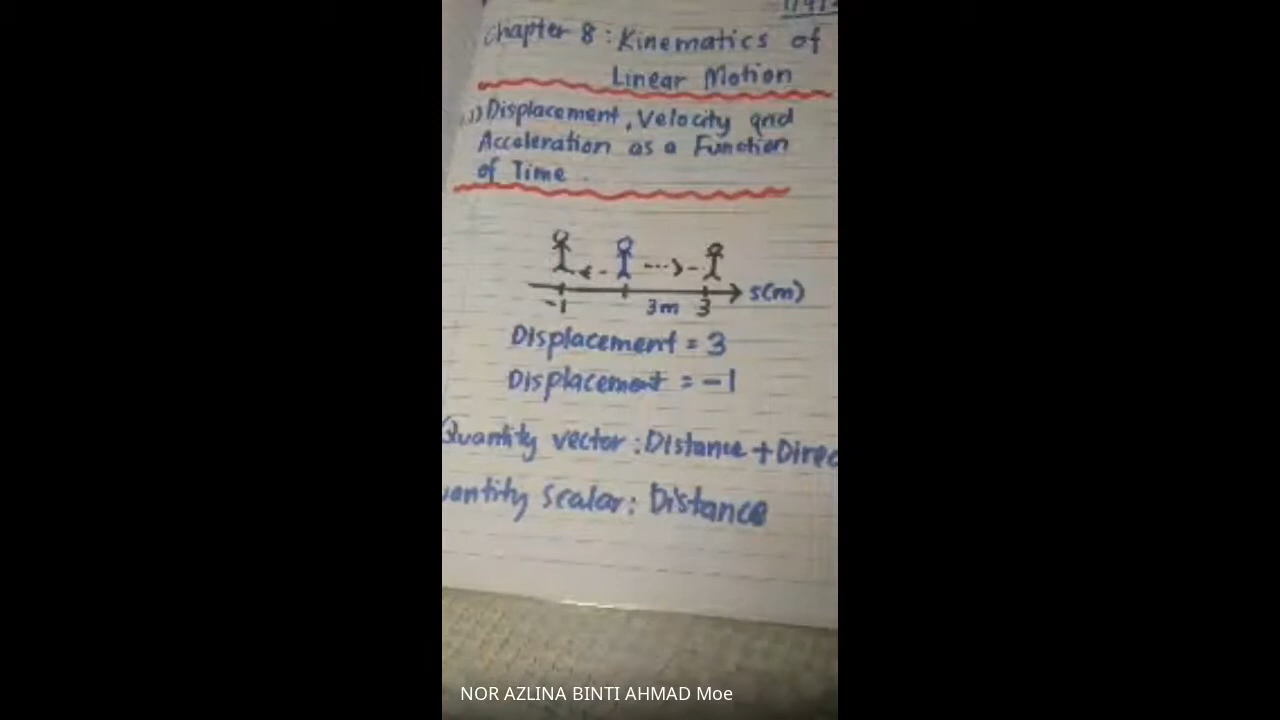 Chapter 8: Kinematics of
Linear Motion
Displacement, Velocity and
Acceleration as a Function
of Time.
s(m)
-1 3m 3
Displacement = 3
Displacement = -1
Quantity vector: Distance + Direc
uantity scalar: Distance
NOR AZLINA BINTI AHMAD Moe